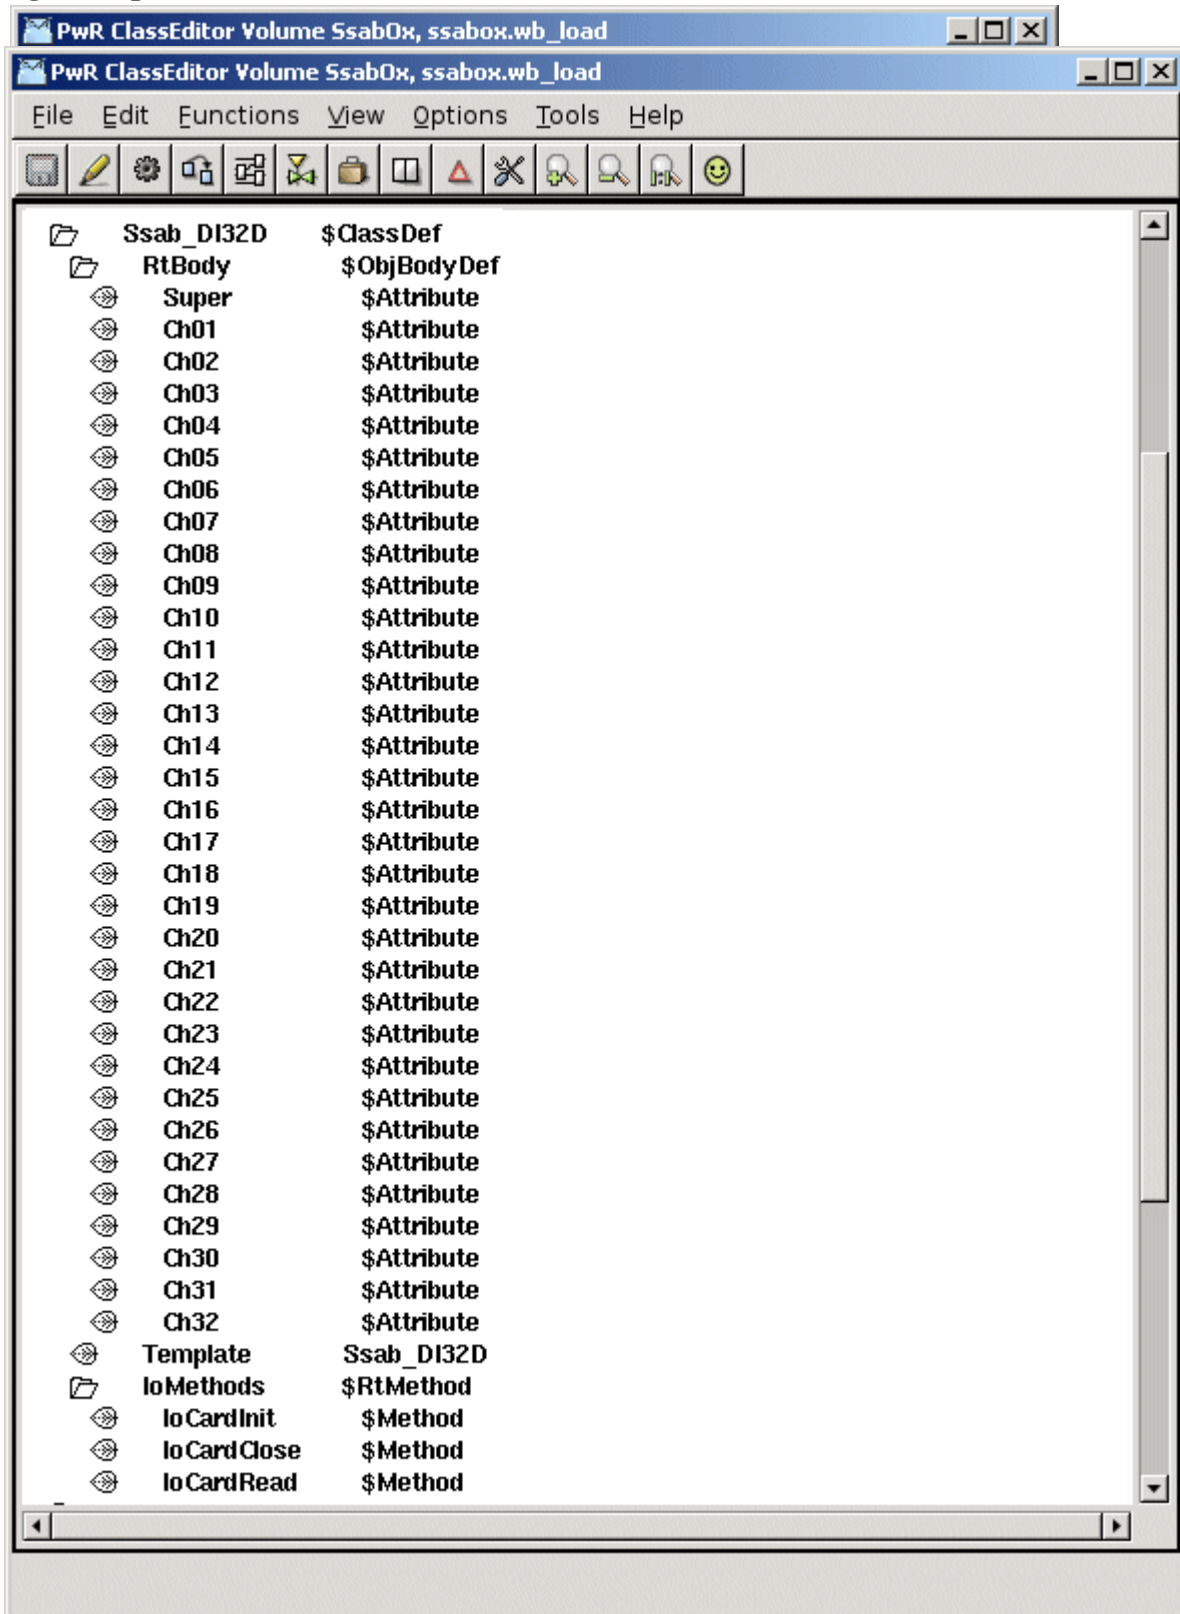 PwR ClassEditor Volume SsabOx, ssabox.wb_load
PwR ClassEditor Volume SsabOx, ssabox.wb_load
File Edit Functions View Options Tools Help
Ssab_DI32D $ClassDef
RtBody $ObjBodyDef
Super $Attribute
Ch01 $Attribute
Ch02 $Attribute
Ch03 $Attribute
Ch04 $Attribute
Ch05 $Attribute
Ch06 $Attribute
Ch07 $Attribute
Ch08 $Attribute
Ch09 $Attribute
Ch10 $Attribute
Ch11 $Attribute
Ch12 $Attribute
Ch13 $Attribute
Ch14 $Attribute
Ch15 $Attribute
Ch16 $Attribute
Ch17 $Attribute
Ch18 $Attribute
Ch19 $Attribute
Ch20 $Attribute
Ch21 $Attribute
Ch22 $Attribute
Ch23 $Attribute
Ch24 $Attribute
Ch25 $Attribute
Ch26 $Attribute
Ch27 $Attribute
Ch28 $Attribute
Ch29 $Attribute
Ch30 $Attribute
Ch31 $Attribute
Ch32 $Attribute
Template Ssab_DI32D
IoMethods $RtMethod
IoCardInit $Method
IoCardClose $Method
IoCardRead $Method